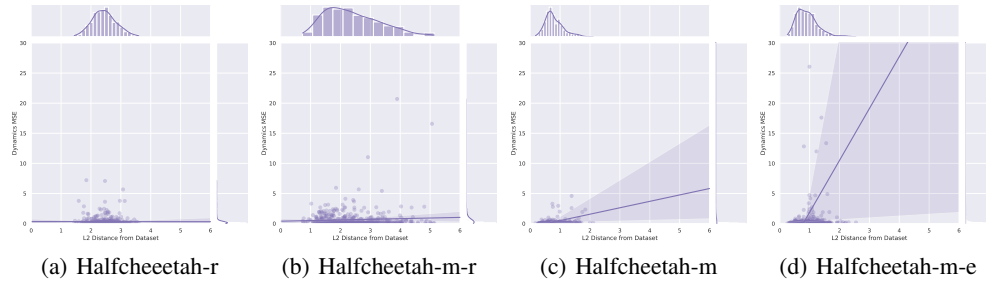 30
25
20
15
10
5
0
Dynamics MSE
0 1 2 3 4 5 6
L2 Distance from Dataset
(a) Halfcheeetah-r
30
25
20
15
10
5
0
Dynamics MSE
0 1 2 3 4 5 6
L2 Distance from Dataset
(b) Halfcheetah-m-r
30
25
20
15
10
5
0
Dynamics MSE
0 1 2 3 4 5 6
L2 Distance from Dataset
(c) Halfcheetah-m
30
25
20
15
10
5
0
Dynamics MSE
0 1 2 3 4 5 6
L2 Distance from Dataset
(d) Halfcheetah-m-e